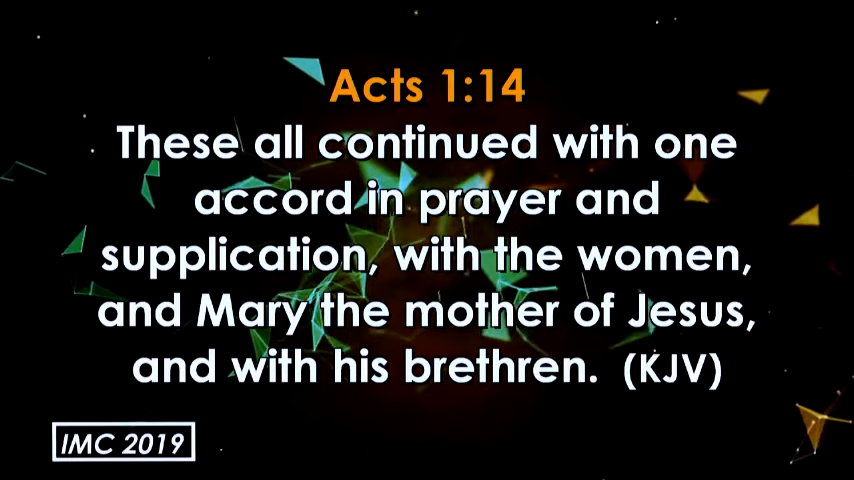 Acts 1:14
These all continued with one
accord in prayer and
supplication, with the women,
and Mary the mother of Jesus,
and with his brethren. (KJV)
IMC 2019